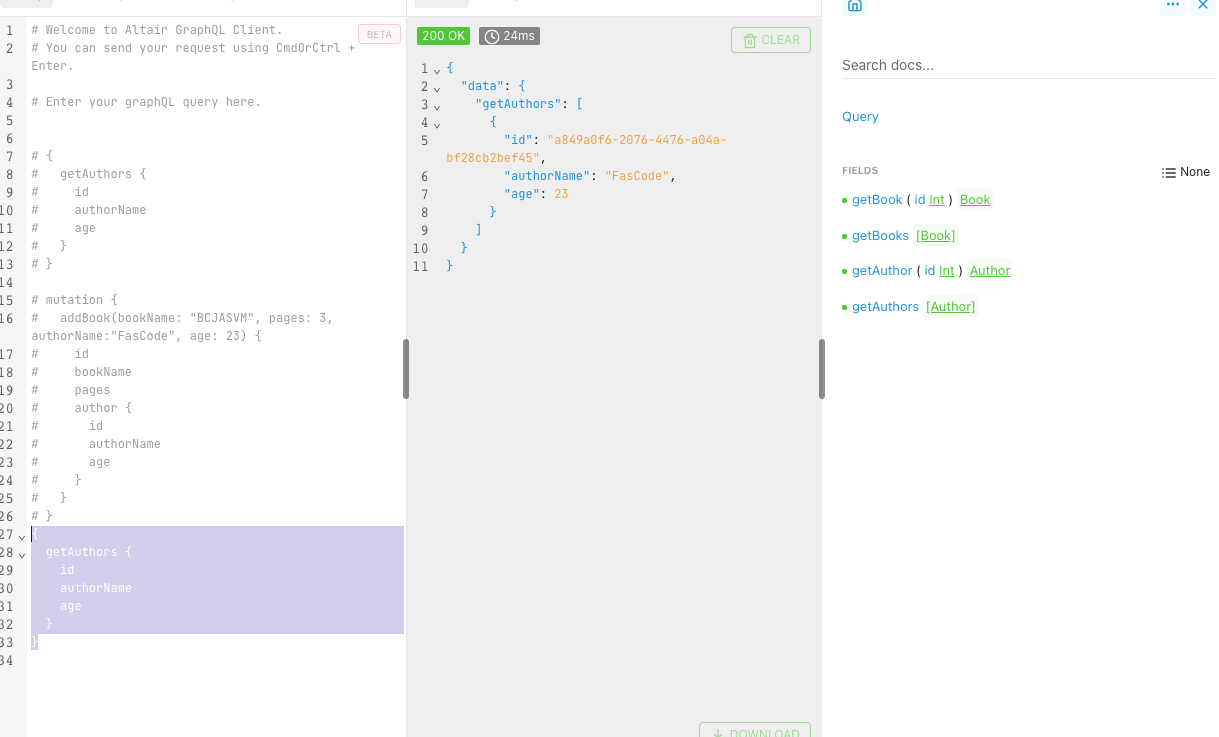 1 # Welcome to Altair GraphQL Client.
2 # You can send your request using CmdOrCtrl +
Enter.
3
4 # Enter your graphQL query here.
5
6
7 # {
8 #   getAuthors {
9 #     id
10 #     authorName
11 #     age
12 #   }
13 # }
14
15 # mutation {
16 #   addBook(bookName: "BCJASVM", pages: 3,
authorName:"FasCode", age: 23) {
17 #     id
18 #     bookName
19 #     pages
20 #     author {
21 #       id
22 #       authorName
23 #       age
24 #     }
25 #   }
26 # }
27 {
28   getAuthors {
29     id
30     authorName
31     age
32   }
33 }
34
BETA
200 OK 24ms
CLEAR
1 {
2   "data": {
3     "getAuthors": [
4       {
5         "id": "a849a0f6-2076-4476-a04a-
bf28cb2bef45",
6         "authorName": "FasCode",
7         "age": 23
8       }
9     ]
10   }
11 }
DOWNLOAD
Search docs...
Query
FIELDS
None
getBook ( id Int ) Book
getBooks [Book]
getAuthor ( id Int ) Author
getAuthors [Author]